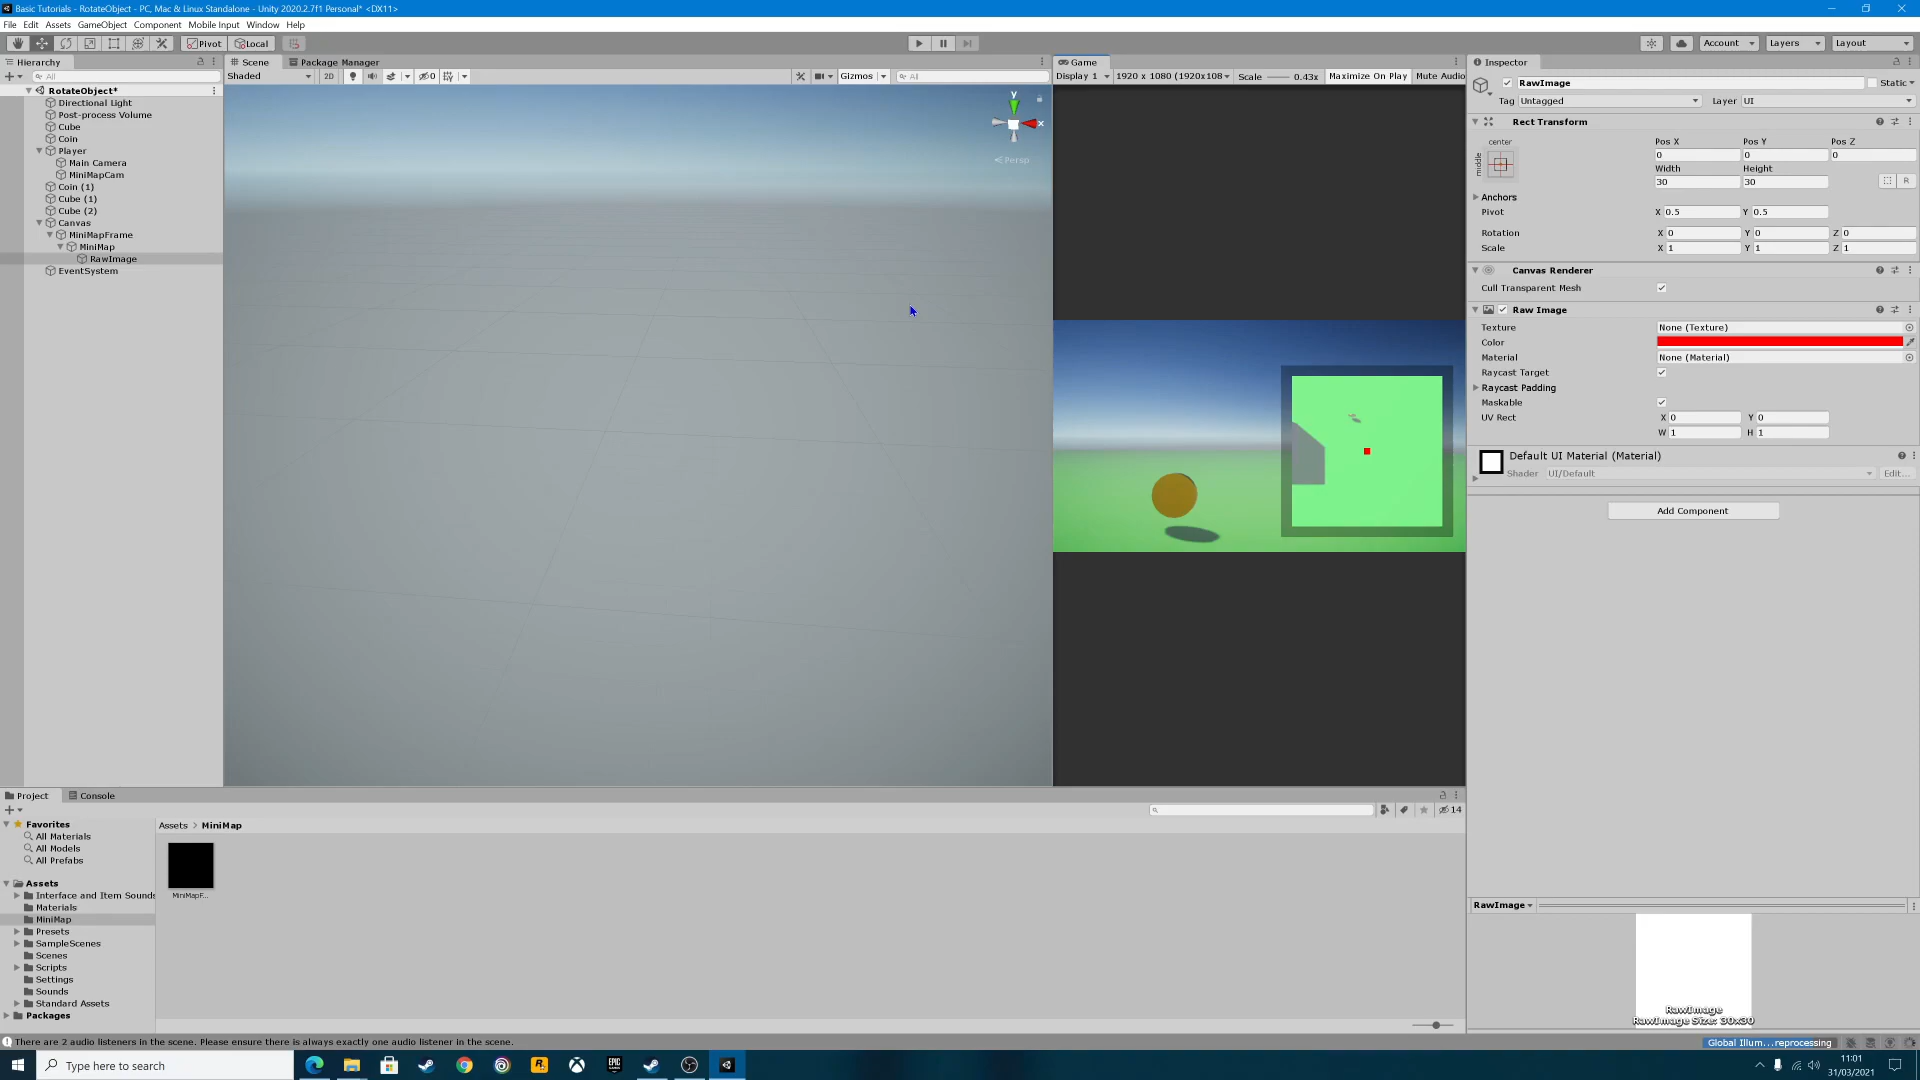 Basic Tutorials - RotateObject - PC, Mac & Linux Standalone - Unity 2020.2.7f1 Personal* <DX11>
File Edit Assets GameObject Component Mobile Input Window Help
Pivot Local Account Layers Layout
Hierarchy
All
RotateObject*
Directional Light
Post-process Volume
Cube
Coin
Player
Main Camera
MiniMapCam
Coin (1)
Cube (1)
Cube (2)
Canvas
MiniMapFrame
MiniMap
RawImage
EventSystem
Scene Package Manager
Shaded 2D 0 Gizmos All
y
x
Persp
Game
Display 1 1920 x 1080 (1920x108 Scale 0.43x Maximize On Play Mute Audio
Inspector
RawImage Static
Tag Untagged Layer UI
Rect Transform
center
middle
Pos X Pos Y Pos Z
0 0 0
Width Height
30 30
R
Anchors
Pivot X 0.5 Y 0.5
Rotation X 0 Y 0 Z 0
Scale X 1 Y 1 Z 1
Canvas Renderer
Cull Transparent Mesh
Raw Image
Texture None (Texture)
Color
Material None (Material)
Raycast Target
Raycast Padding
Maskable
UV Rect X 0 Y 0
W 1 H 1
Default UI Material (Material)
Shader UI/Default Edit...
Add Component
RawImage
RawImage
RawImage Size: 30x30
Project Console
14
Favorites
All Materials
All Models
All Prefabs
Assets
Interface and Item Sounds
Materials
MiniMap
Presets
SampleScenes
Scenes
Scripts
Settings
Sounds
Standard Assets
Packages
Assets > MiniMap
MiniMapF...
There are 2 audio listeners in the scene. Please ensure there is always exactly one audio listener in the scene.
Global Illum...reprocessing
Type here to search
EPIC GAMES
11:01
31/03/2021